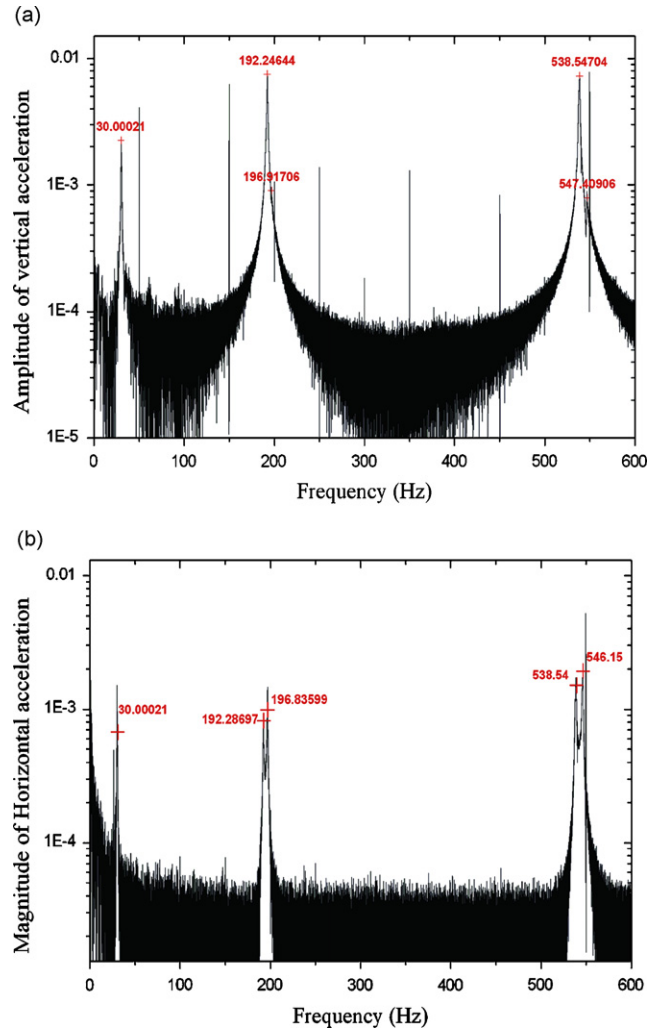 (a)
Amplitude of vertical acceleration
0.01
1E-3
1E-4
1E-5
30.00021
192.24644
196.91706
538.54704
547.40906
0 100 200 300 400 500 600
Frequency (Hz)
(b)
Magnitude of Horizontal acceleration
0.01
1E-3
1E-4
30.00021
192.28697
196.83599
538.54
546.15
0 100 200 300 400 500 600
Frequency (Hz)